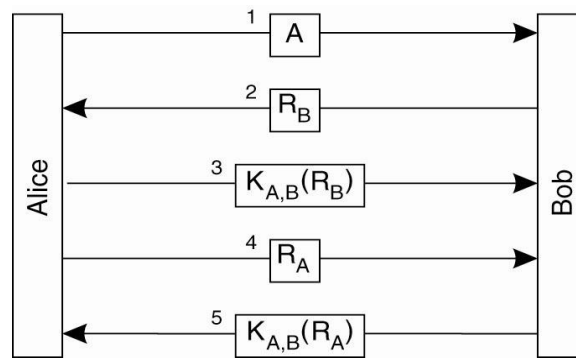 Alice
1 A
2 R_B
3 K_A,B(R_B)
4 R_A
5 K_A,B(R_A)
Bob